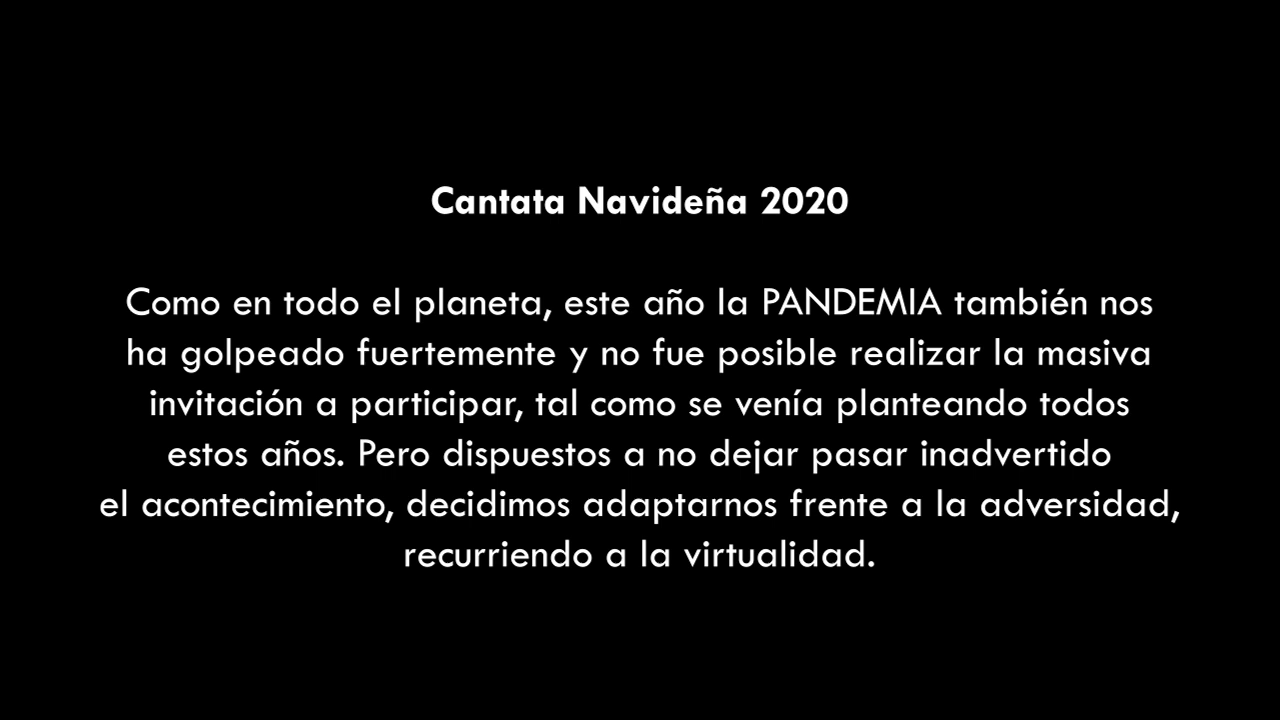 Cantata Navideña 2020
Como en todo el planeta, este año la PANDEMIA también nos
ha golpeado fuertemente y no fue posible realizar la masiva
invitación a participar, tal como se venía planteando todos
estos años. Pero dispuestos a no dejar pasar inadvertido
el acontecimiento, decidimos adaptarnos frente a la adversidad,
recurriendo a la virtualidad.